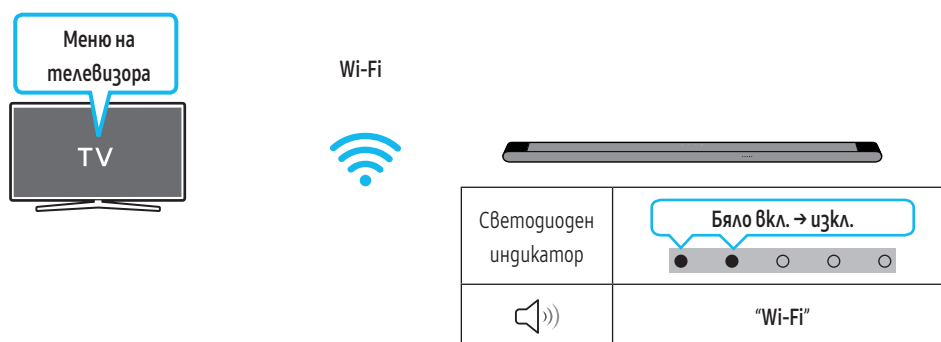 Меню на
телевизора
Wi-Fi
TV
Светодиоден
индикатор
Бяло вкл. → изкл.
“Wi-Fi”